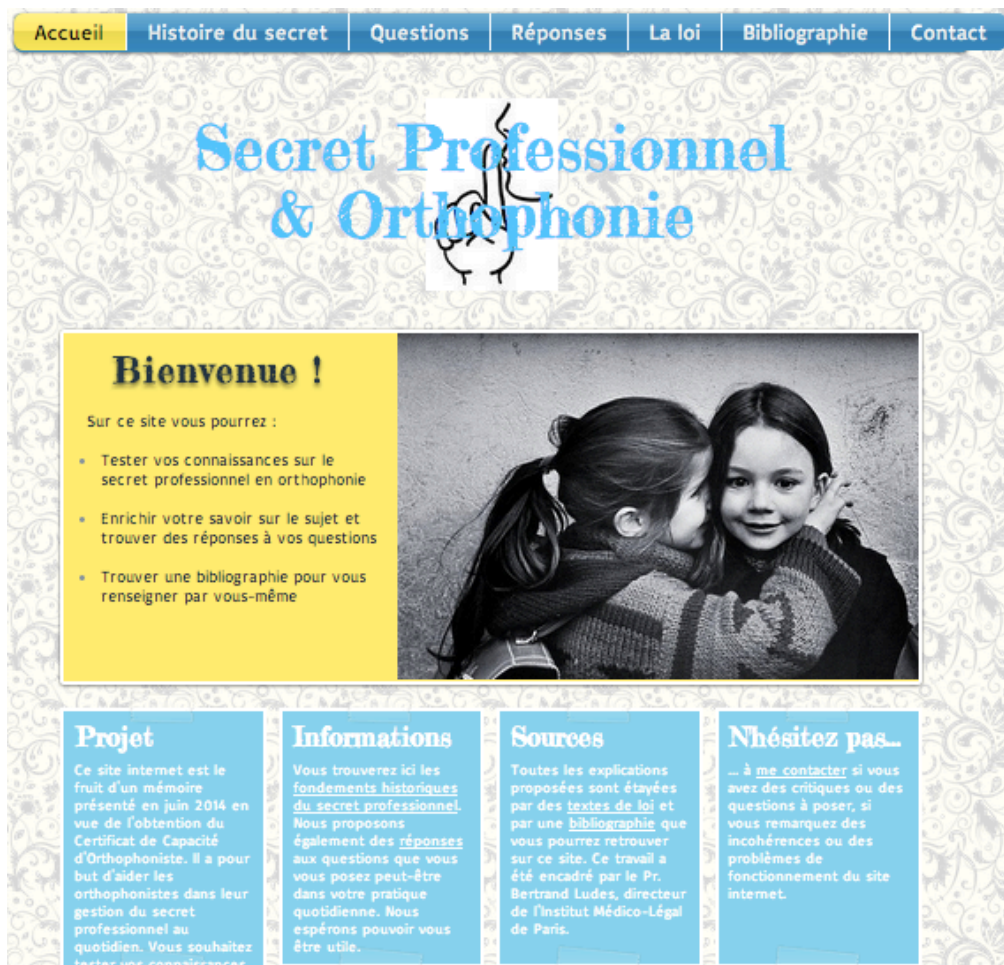 Accueil Histoire du secret Questions Réponses La loi Bibliographie Contact
Secret Professionnel
& Orthophonie
Bienvenue !
Sur ce site vous pourrez :
• Tester vos connaissances sur le
secret professionnel en orthophonie
• Enrichir votre savoir sur le sujet et
trouver des réponses à vos questions
• Trouver une bibliographie pour vous
renseigner par vous-même
Projet
Ce site internet est le
fruit d'un mémoire
présenté en juin 2014 en
vue de l'obtention du
Certificat de Capacité
d'Orthophoniste. Il a pour
but d'aider les
orthophonistes dans leur
gestion du secret
professionnel au
quotidien. Vous souhaitez
tester vos connaissances
Informations
Vous trouverez ici les
fondements historiques
du secret professionnel.
Nous proposons
également des réponses
aux questions que vous
vous posez peut-être
dans votre pratique
quotidienne. Nous
espérons pouvoir vous
être utile.
Sources
Toutes les explications
proposées sont étayées
par des textes de loi et
par une bibliographie que
vous pourrez retrouver
sur ce site. Ce travail a
été encadré par le Pr.
Bertrand Ludes, directeur
de l'Institut Médico-Légal
de Paris.
Nhésitez pas...
... à me contacter si vous
avez des critiques ou des
questions à poser, si
vous remarquez des
incohérences ou des
problèmes de
fonctionnement du site
internet.